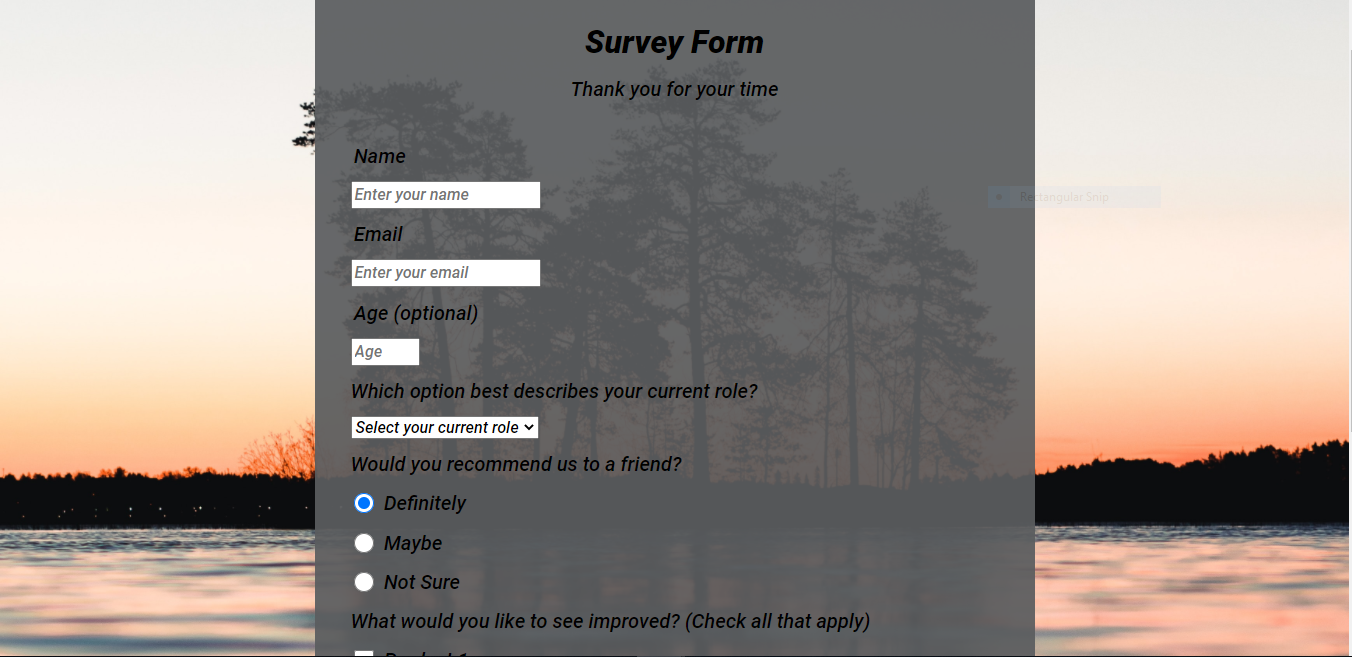 Survey Form
Thank you for your time
Name
Enter your name
Rectangular Snip
Email
Enter your email
Age (optional)
Age
Which option best describes your current role?
Select your current role
Would you recommend us to a friend?
Definitely
Maybe
Not Sure
What would you like to see improved? (Check all that apply)